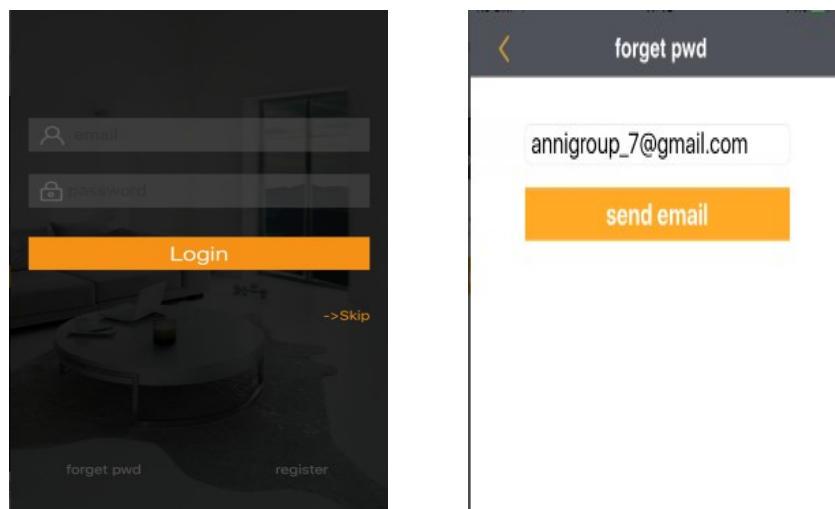 email
password
Login
->Skip
forget pwd
register
forget pwd
annigroup_7@gmail.com
send email